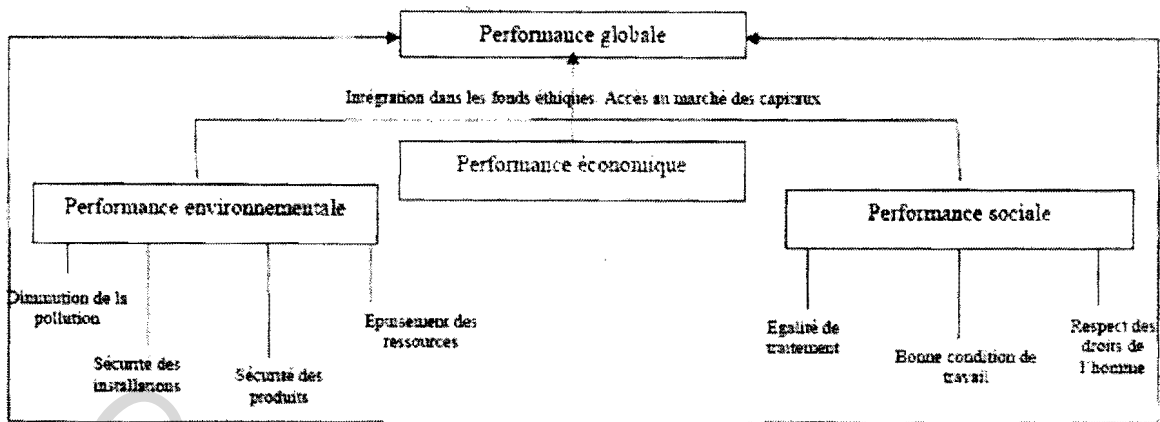 Performance globale
Intégration dans les fonds éthiques. Accès au marché des capitaux
Performance économique
Performance environnementale
Performance sociale
Diminution de la
pollution
Sécurité des
installations
Sécurité des
produits
Epuisement des
ressources
Egalité de
traitement
Bonne condition de
travail
Respect des
droits de
l'homme